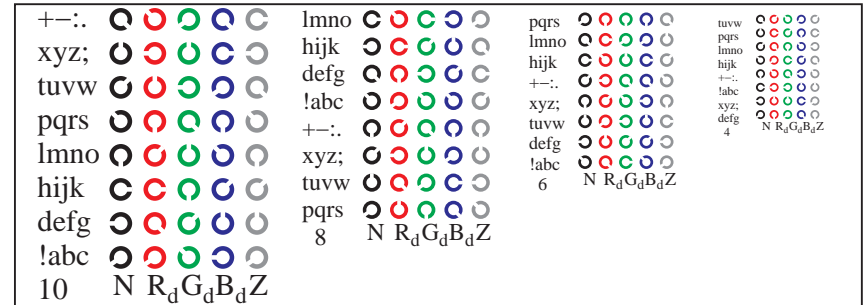 +−:.
xyz;
tuvw
pqrs
lmno
hijk
defg
!abc
10 N RdGdBdZ
lmno
hijk
defg
!abc
+−:.
xyz;
tuvw
pqrs
8 N RdGdBdZ
pqrs
lmno
hijk
+−:.
xyz;
tuvw
defg
!abc
6 N RdGdBdZ
tuvw
pqrs
lmno
hijk
+−:.
!abc
xyz;
defg
4 N RdGdBdZ